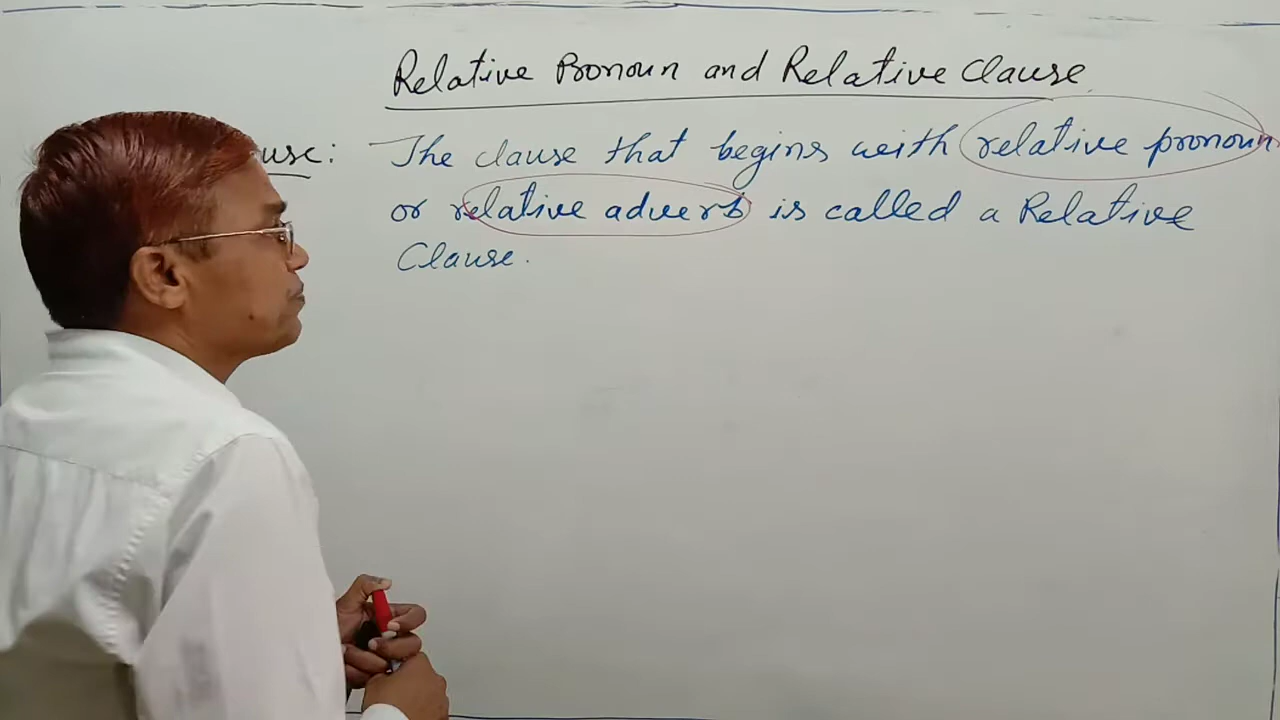 Relative Pronoun and Relative Clause
use: The clause that begins with relative pronoun
or relative adverb is called a Relative
Clause.